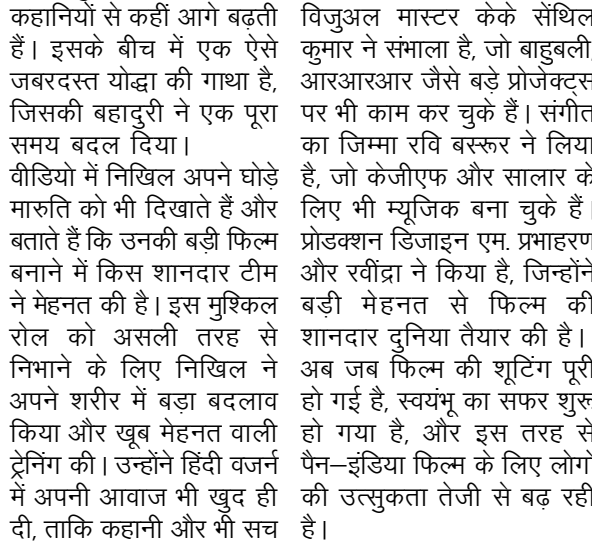 कहानियों से कहीं आगे बढ़ती
हैं। इसके बीच में एक ऐसे
जबरदस्त योद्धा की गाथा है,
जिसकी बहादुरी ने एक पूरा
समय बदल दिया।
वीडियो में निखिल अपने घोड़े
मारुति को भी दिखाते हैं और
बताते हैं कि उनकी बड़ी फिल्म
बनाने में किस शानदार टीम
ने मेहनत की है। इस मुश्किल
रोल को असली तरह से
निभाने के लिए निखिल ने
अपने शरीर में बड़ा बदलाव
किया और खूब मेहनत वाली
ट्रेनिंग की। उन्होंने हिंदी वजर्न
में अपनी आवाज भी खुद ही
दी, ताकि कहानी और भी सच
विजुअल मास्टर केके सेंथिल
कुमार ने संभाला है, जो बाहुबली,
आरआरआर जैसे बड़े प्रोजेक्ट्स
पर भी काम कर चुके हैं। संगीत
का जिम्मा रवि बस्रूर ने लिया
है, जो केजीएफ और सालार के
लिए भी म्यूजिक बना चुके हैं।
प्रोडक्शन डिजाइन एम. प्रभाहरण
और रवींद्रा ने किया है, जिन्होंने
बड़ी मेहनत से फिल्म की
शानदार दुनिया तैयार की है।
अब जब फिल्म की शूटिंग पूरी
हो गई है, स्वयंभू का सफर शुरू
हो गया है, और इस तरह से
पैन–इंडिया फिल्म के लिए लोगों
की उत्सुकता तेजी से बढ़ रही
है।